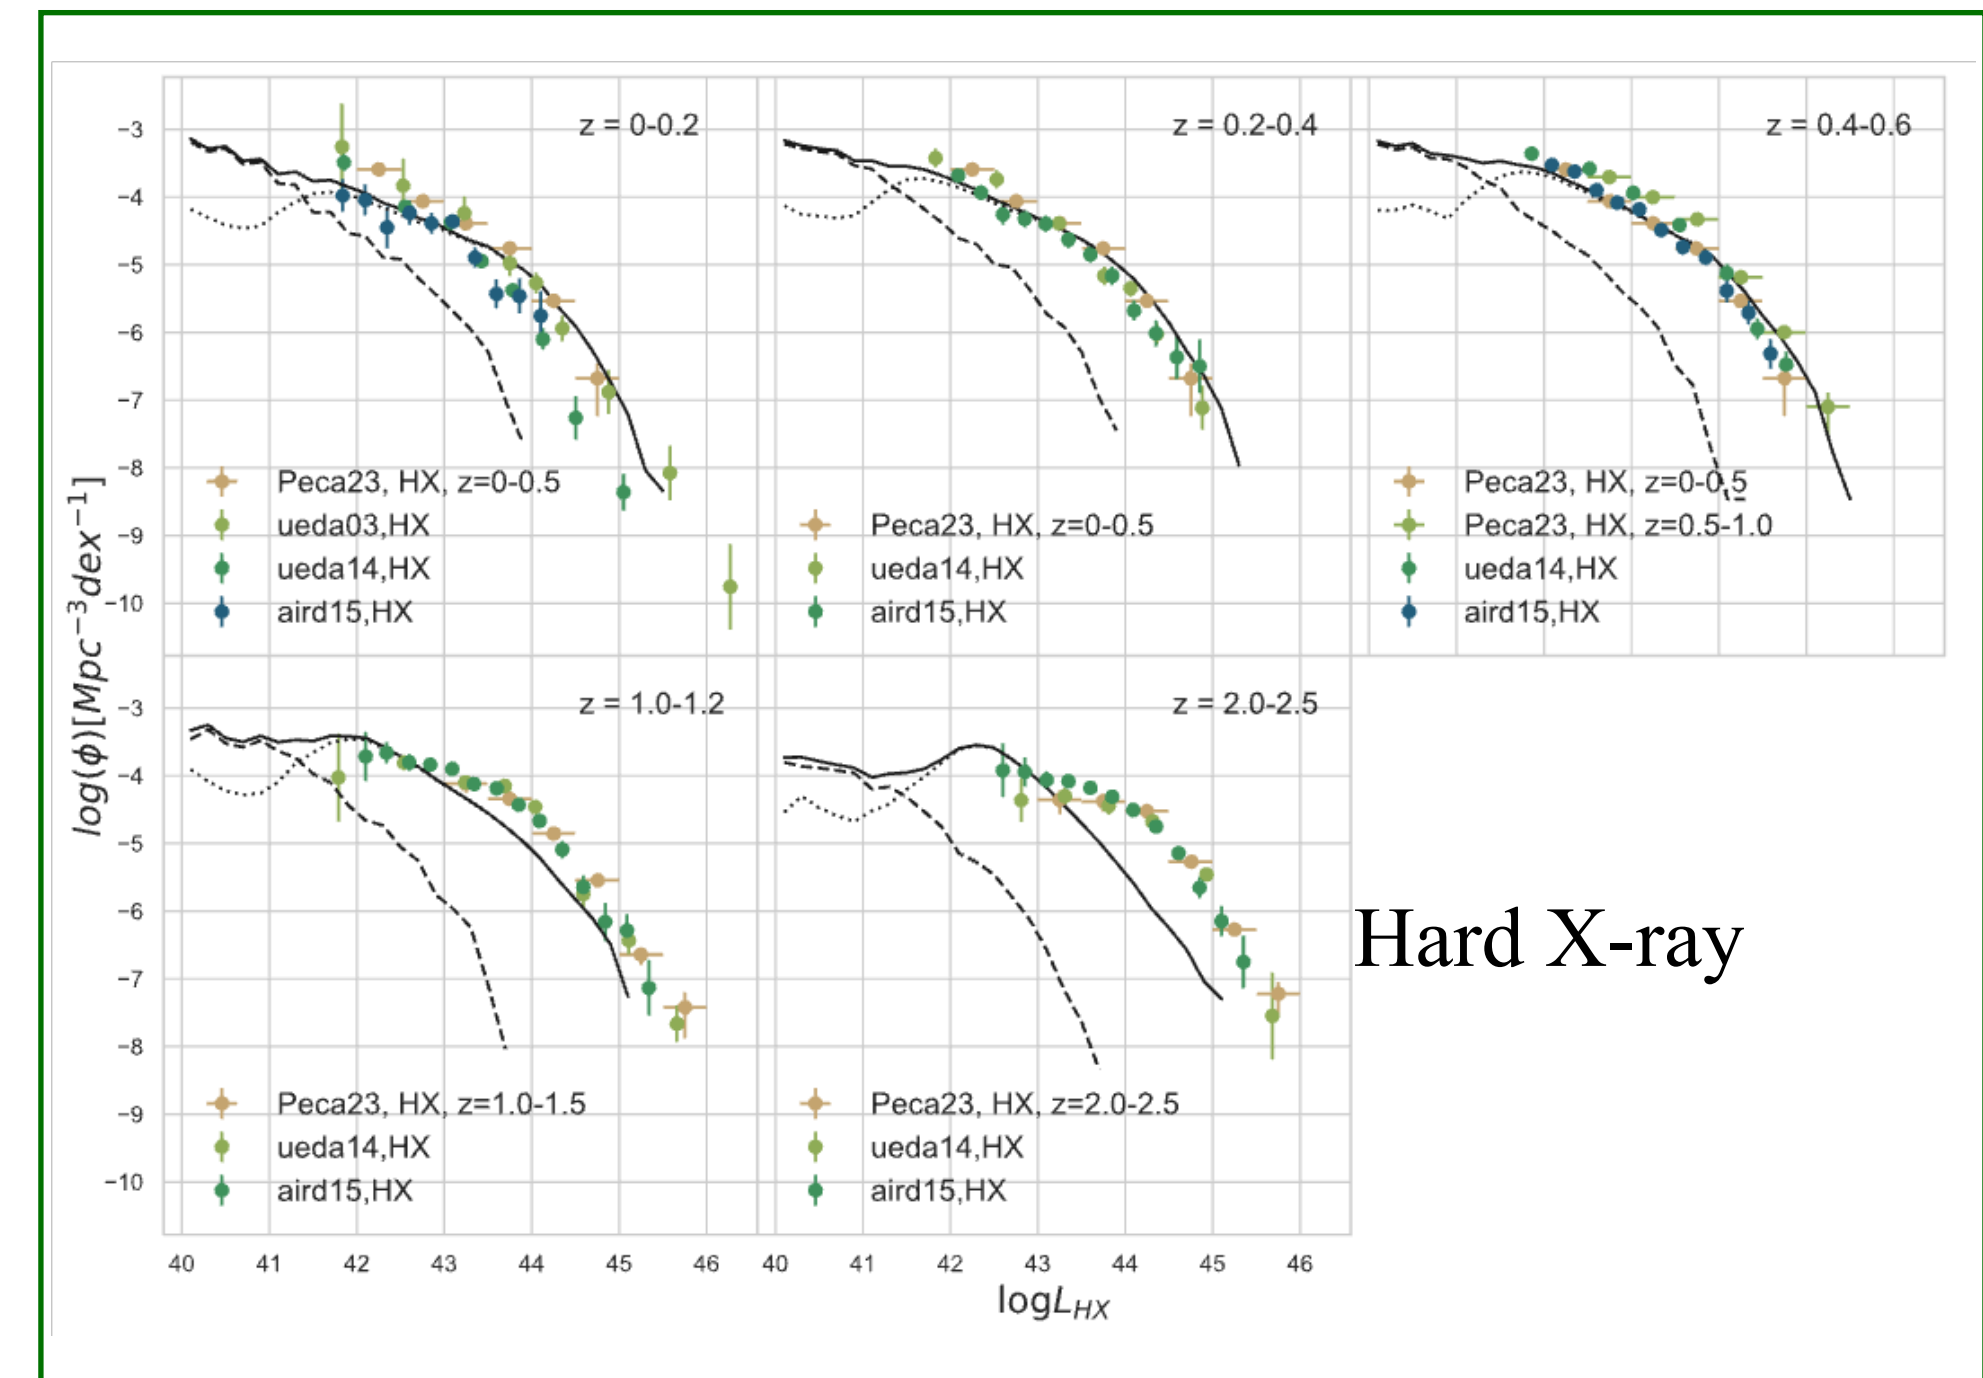 z = 0-0.2
z = 0.2-0.4
z = 0.4-0.6
−3
−4
−5
−6
−7
−8
−9
−10
Peca23, HX, z=0-0.5
ueda03,HX
ueda14,HX
aird15,HX
Peca23, HX, z=0-0.5
ueda14,HX
aird15,HX
Peca23, HX, z=0-0.5
Peca23, HX, z=0.5-1.0
ueda14,HX
aird15,HX
log(ϕ)[Mpc⁻³dex⁻¹]
z = 1.0-1.2
z = 2.0-2.5
−3
−4
−5
−6
−7
−8
−9
−10
Hard X-ray
Peca23, HX, z=1.0-1.5
ueda14,HX
aird15,HX
Peca23, HX, z=2.0-2.5
ueda14,HX
aird15,HX
40 41 42 43 44 45 46 40 41 42 43 44 45 46
logL_HX